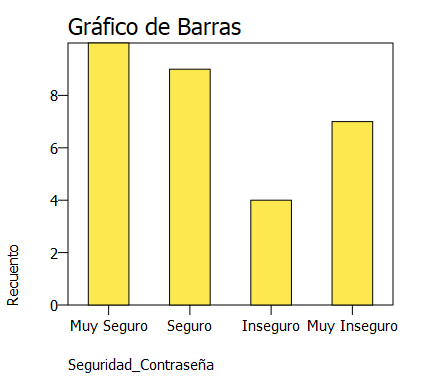 Gráfico de Barras
8
6
4
2
0
Recuento
Muy Seguro Seguro Inseguro Muy Inseguro
Seguridad_Contraseña